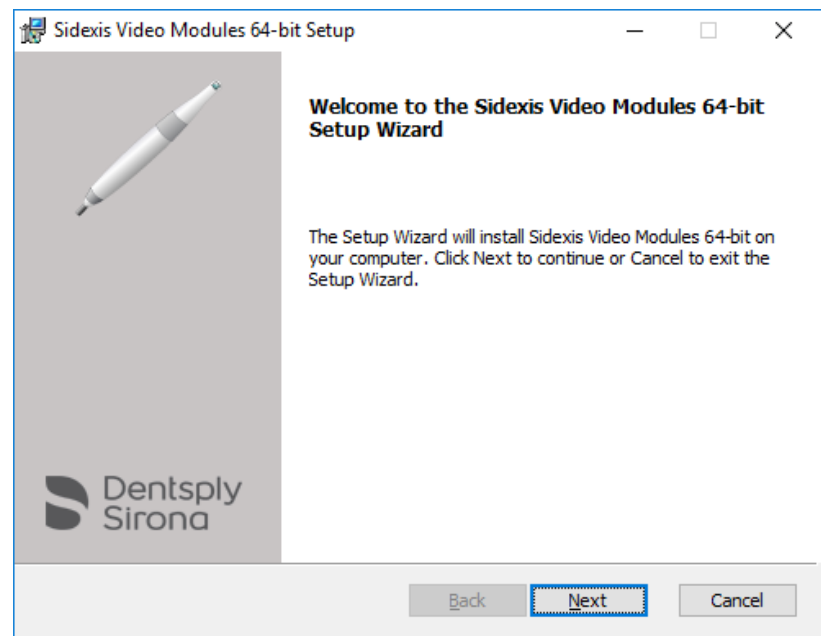 Sidexis Video Modules 64-bit Setup
Welcome to the Sidexis Video Modules 64-bit
Setup Wizard
The Setup Wizard will install Sidexis Video Modules 64-bit on
your computer. Click Next to continue or Cancel to exit the
Setup Wizard.
Dentsply
Sirona
Back Next Cancel